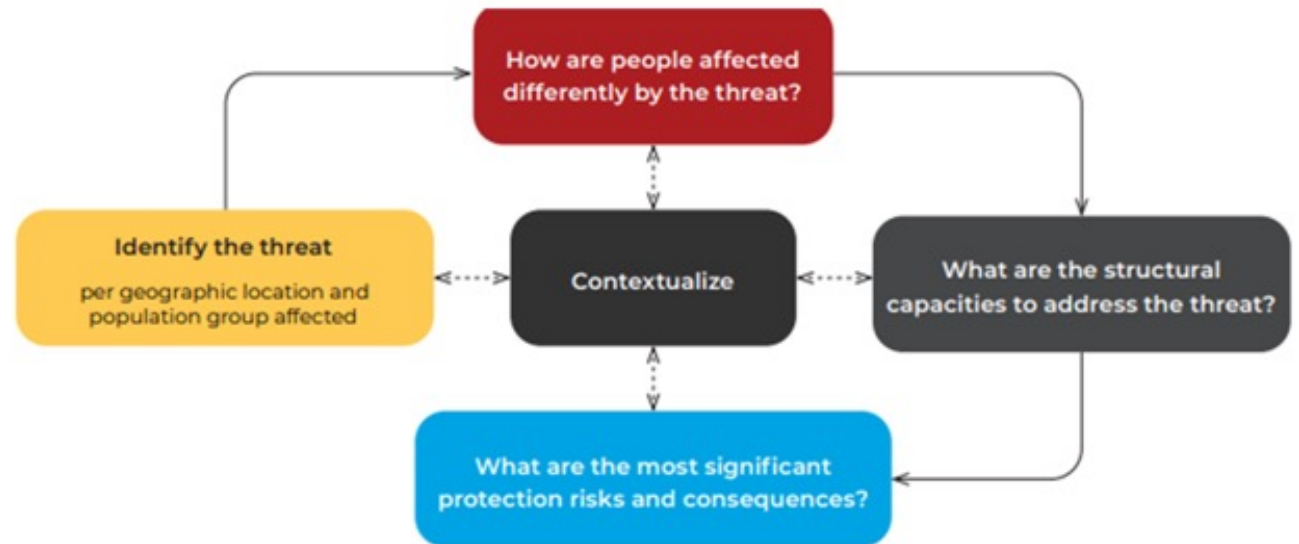 How are people affected
differently by the threat?
Identify the threat
per geographic location and
population group affected
Contextualize
What are the structural
capacities to address the threat?
What are the most significant
protection risks and consequences?